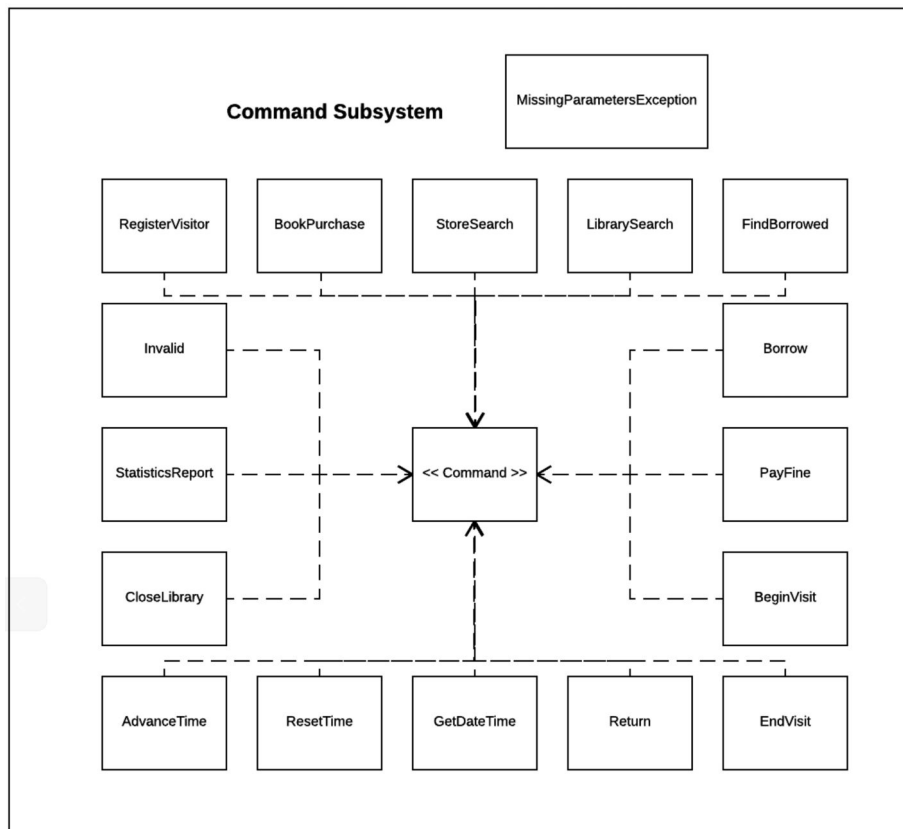 MissingParametersException
Command Subsystem
RegisterVisitor
BookPurchase
StoreSearch
LibrarySearch
FindBorrowed
Invalid
Borrow
StatisticsReport
<< Command >>
PayFine
CloseLibrary
BeginVisit
AdvanceTime
ResetTime
GetDateTime
Return
EndVisit